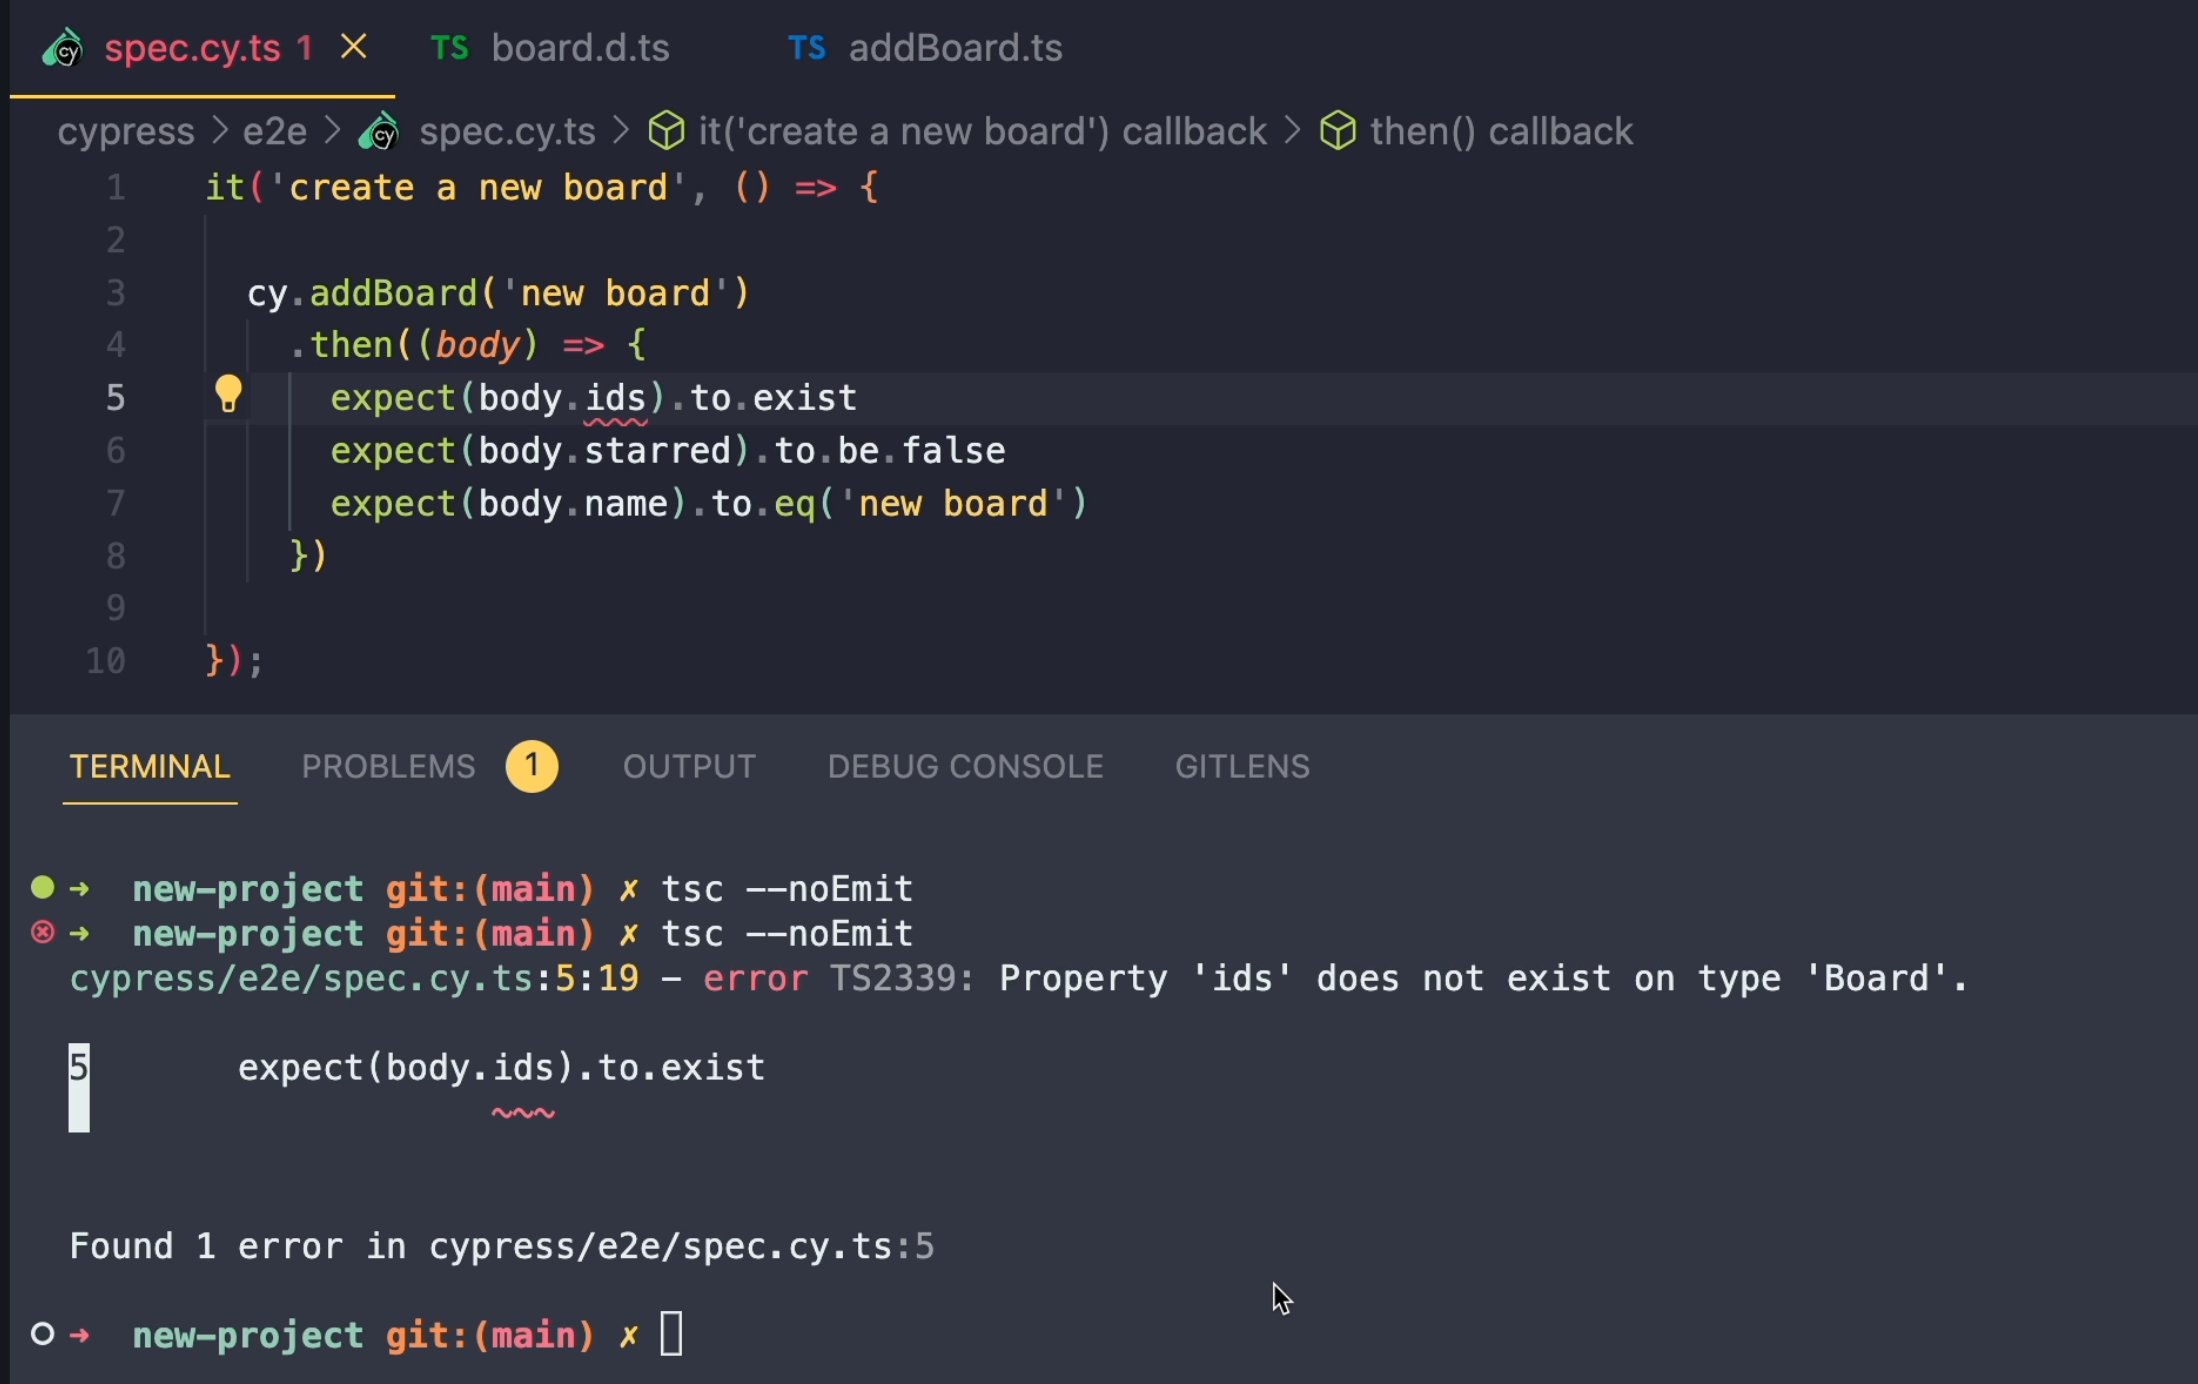 spec.cy.ts 1 TS board.d.ts TS addBoard.ts
cypress > e2e > spec.cy.ts > it('create a new board') callback > then() callback
1 it('create a new board', () => {
2
3 cy.addBoard('new board')
4 .then((body) => {
5 expect(body.ids).to.exist
6 expect(body.starred).to.be.false
7 expect(body.name).to.eq('new board')
8 })
9
10 });
TERMINAL PROBLEMS 1 OUTPUT DEBUG CONSOLE GITLENS
➜ new-project git:(main) ✗ tsc --noEmit
➜ new-project git:(main) ✗ tsc --noEmit
cypress/e2e/spec.cy.ts:5:19 - error TS2339: Property 'ids' does not exist on type 'Board'.
5 expect(body.ids).to.exist
~~~
Found 1 error in cypress/e2e/spec.cy.ts:5
➜ new-project git:(main) ✗